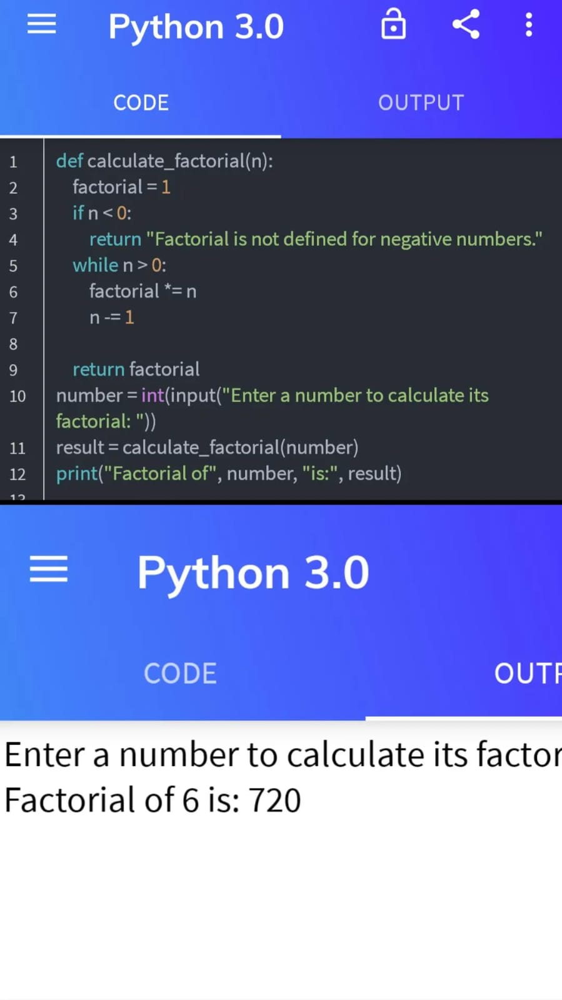 Python 3.0
CODE OUTPUT
1 def calculate_factorial(n):
2 factorial = 1
3 if n < 0:
4 return "Factorial is not defined for negative numbers."
5 while n > 0:
6 factorial *= n
7 n -= 1
8
9 return factorial
10 number = int(input("Enter a number to calculate its
factorial: "))
11 result = calculate_factorial(number)
12 print("Factorial of", number, "is:", result)
Python 3.0
CODE
Enter a number to calculate its
Factorial of 6 is: 720